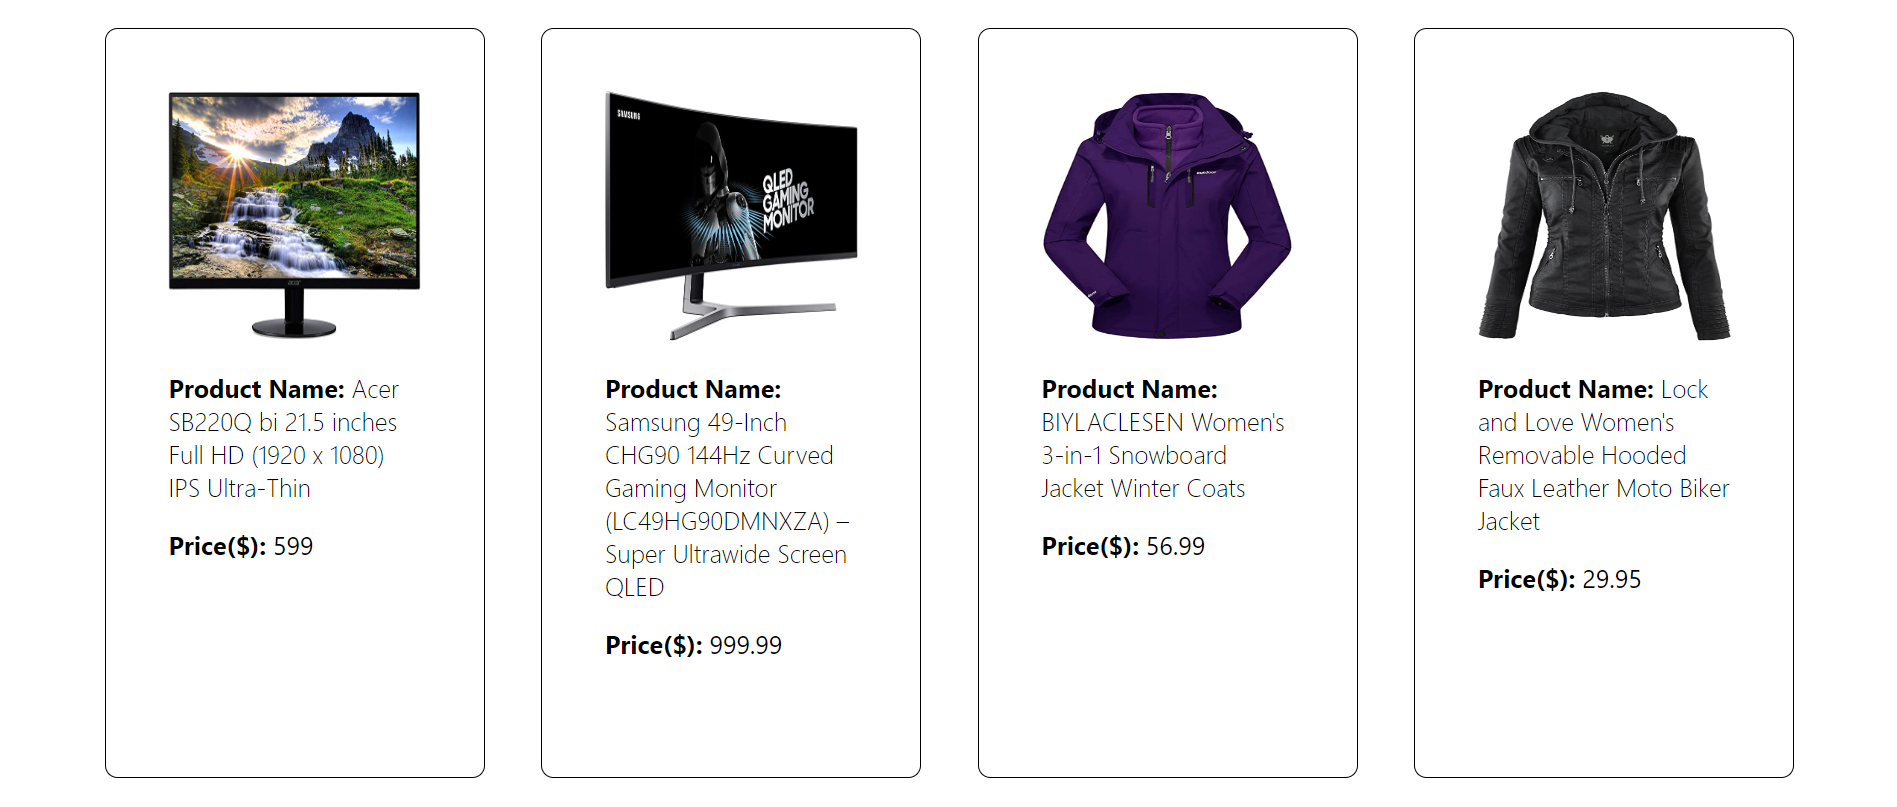 SAMSUNG
QLED
GAMING
MONITOR
acer
Outdoor
Product Name: Acer
SB220Q bi 21.5 inches
Full HD (1920 x 1080)
IPS Ultra-Thin
Price($): 599
Product Name:
Samsung 49-Inch
CHG90 144Hz Curved
Gaming Monitor
(LC49HG90DMNXZA) –
Super Ultrawide Screen
QLED
Price($): 999.99
Product Name:
BIYLACLESEN Women's
3-in-1 Snowboard
Jacket Winter Coats
Price($): 56.99
Product Name: Lock
and Love Women's
Removable Hooded
Faux Leather Moto Biker
Jacket
Price($): 29.95